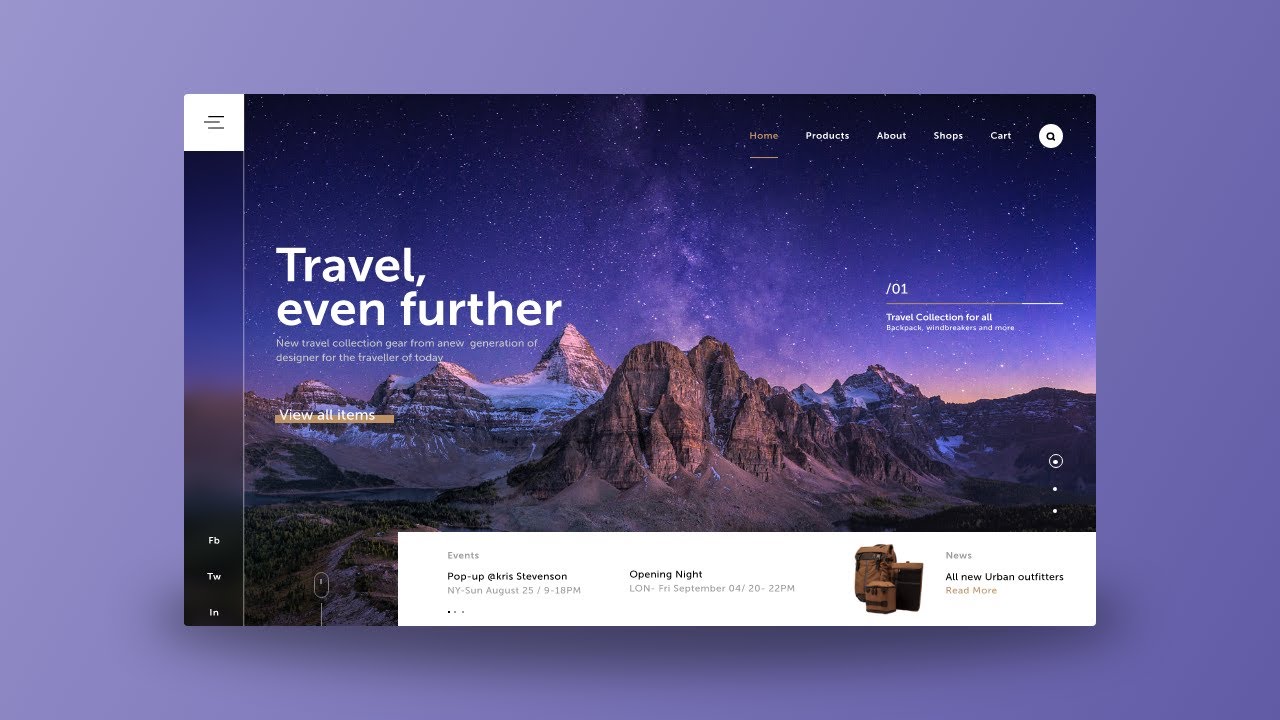 Home Products About Shops Cart
Travel,
even further
New travel collection gear from anew generation of
designer for the traveller of today
View all items
/01
Travel Collection for all
Backpack, windbreakers and more
Fb
Tw
In
Events
Pop-up @kris Stevenson
NY-Sun August 25 / 9-18PM
Opening Night
LON- Fri September 04/ 20- 22PM
News
All new Urban outfitters
Read More